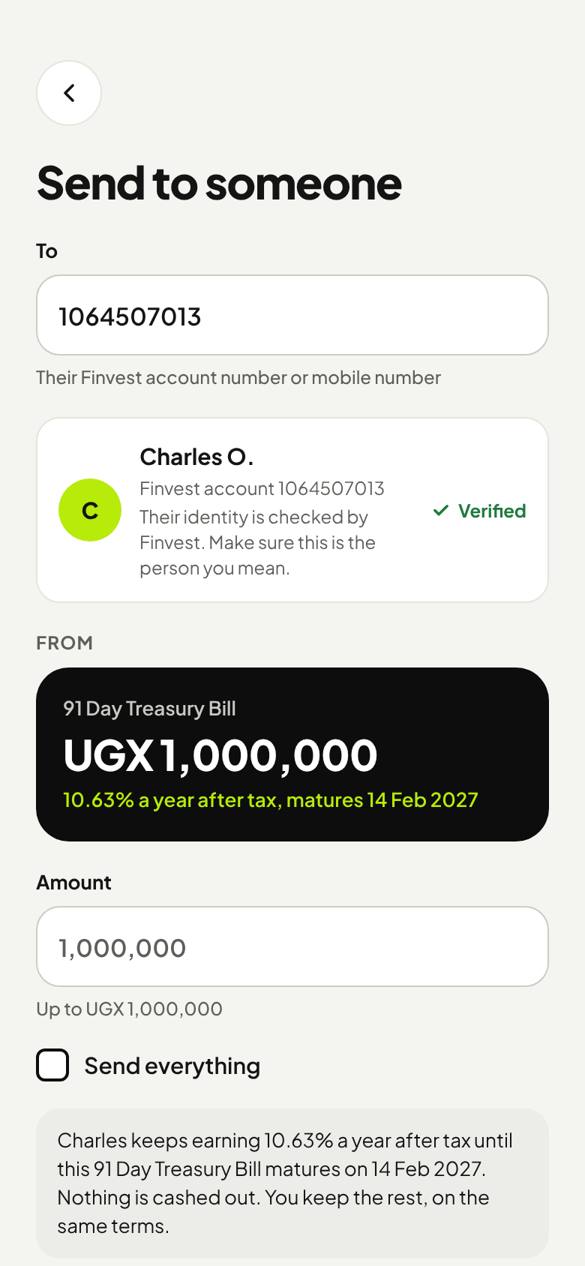 Send to someone
To
1064507013
Their Finvest account number or mobile number
Charles O.
C
Finvest account 1064507013
Their identity is checked by
Finvest. Make sure this is the
person you mean.
Verified
FROM
91 Day Treasury Bill
UGX 1,000,000
10.63% a year after tax, matures 14 Feb 2027
Amount
1,000,000
Up to UGX 1,000,000
Send everything
Charles keeps earning 10.63% a year after tax until
this 91 Day Treasury Bill matures on 14 Feb 2027.
Nothing is cashed out. You keep the rest, on the
same terms.